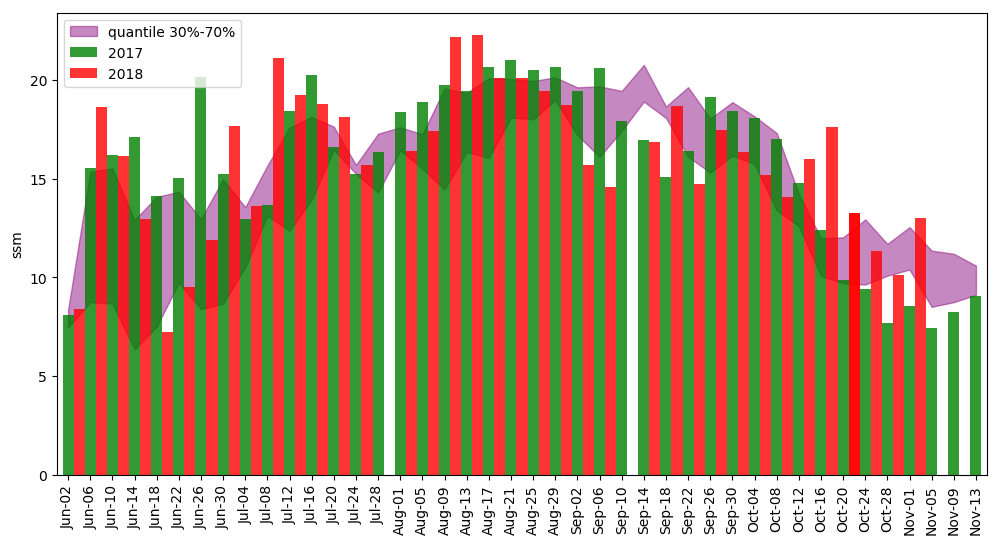 quantile 30%-70%
2017
2018
ssm
20
15
10
5
0
Jun-02
Jun-06
Jun-10
Jun-14
Jun-18
Jun-22
Jun-26
Jun-30
Jul-04
Jul-08
Jul-12
Jul-16
Jul-20
Jul-24
Jul-28
Aug-01
Aug-05
Aug-09
Aug-13
Aug-17
Aug-21
Aug-25
Aug-29
Sep-02
Sep-06
Sep-10
Sep-14
Sep-18
Sep-22
Sep-26
Sep-30
Oct-04
Oct-08
Oct-12
Oct-16
Oct-20
Oct-24
Oct-28
Nov-01
Nov-05
Nov-09
Nov-13